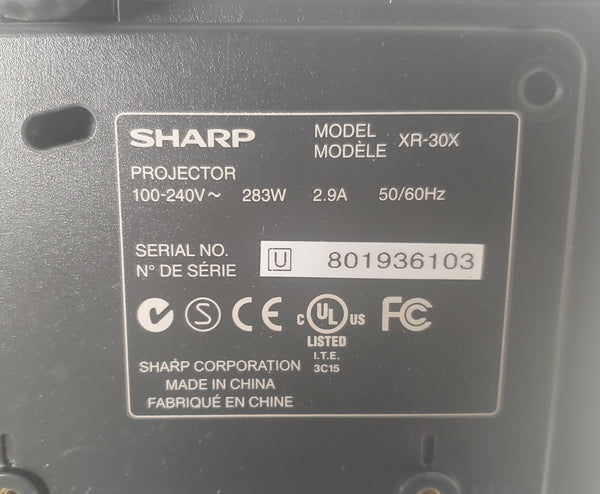 SHARP
MODEL
MODÈLE
XR-30X
PROJECTOR
100-240V~ 283W 2.9A 50/60Hz
SERIAL NO.
N° DE SÉRIE
U 801936103
S CE C UL US FC
LISTED
I.T.E.
3C15
SHARP CORPORATION
MADE IN CHINA
FABRIQUÉ EN CHINE